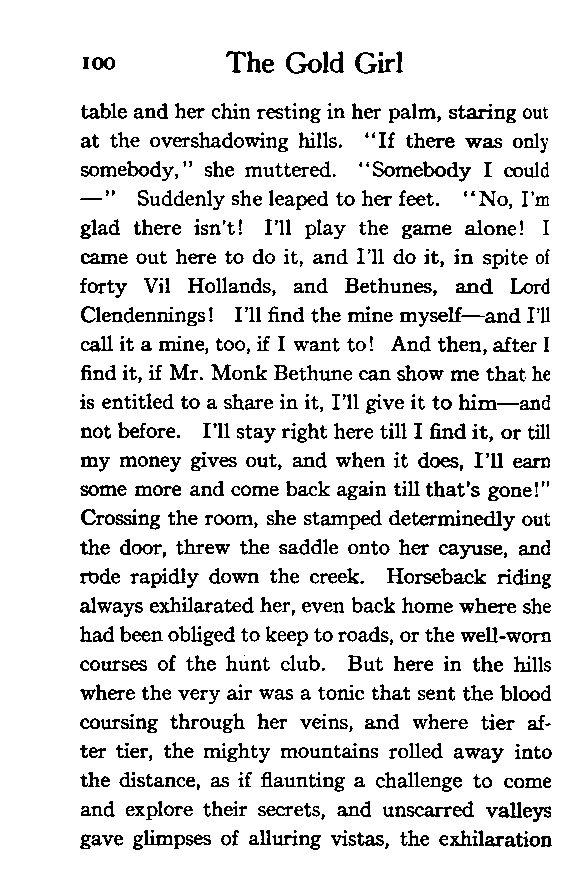 100 The Gold Girl
table and her chin resting in her palm, staring out
at the overshadowing hills. "If there was only
somebody," she muttered. "Somebody I could
—" Suddenly she leaped to her feet. "No, I'm
glad there isn't! I'll play the game alone! I
came out here to do it, and I'll do it, in spite of
forty Vil Hollands, and Bethunes, and Lord
Clendennings! I'll find the mine myself—and I'll
call it a mine, too, if I want to! And then, after I
find it, if Mr. Monk Bethune can show me that he
is entitled to a share in it, I'll give it to him—and
not before. I'll stay right here till I find it, or till
my money gives out, and when it does, I'll earn
some more and come back again till that's gone!"
Crossing the room, she stamped determinedly out
the door, threw the saddle onto her cayuse, and
rode rapidly down the creek. Horseback riding
always exhilarated her, even back home where she
had been obliged to keep to roads, or the well-worn
courses of the hunt club. But here in the hills
where the very air was a tonic that sent the blood
coursing through her veins, and where tier af-
ter tier, the mighty mountains rolled away into
the distance, as if flaunting a challenge to come
and explore their secrets, and unscarred valleys
gave glimpses of alluring vistas, the exhilaration